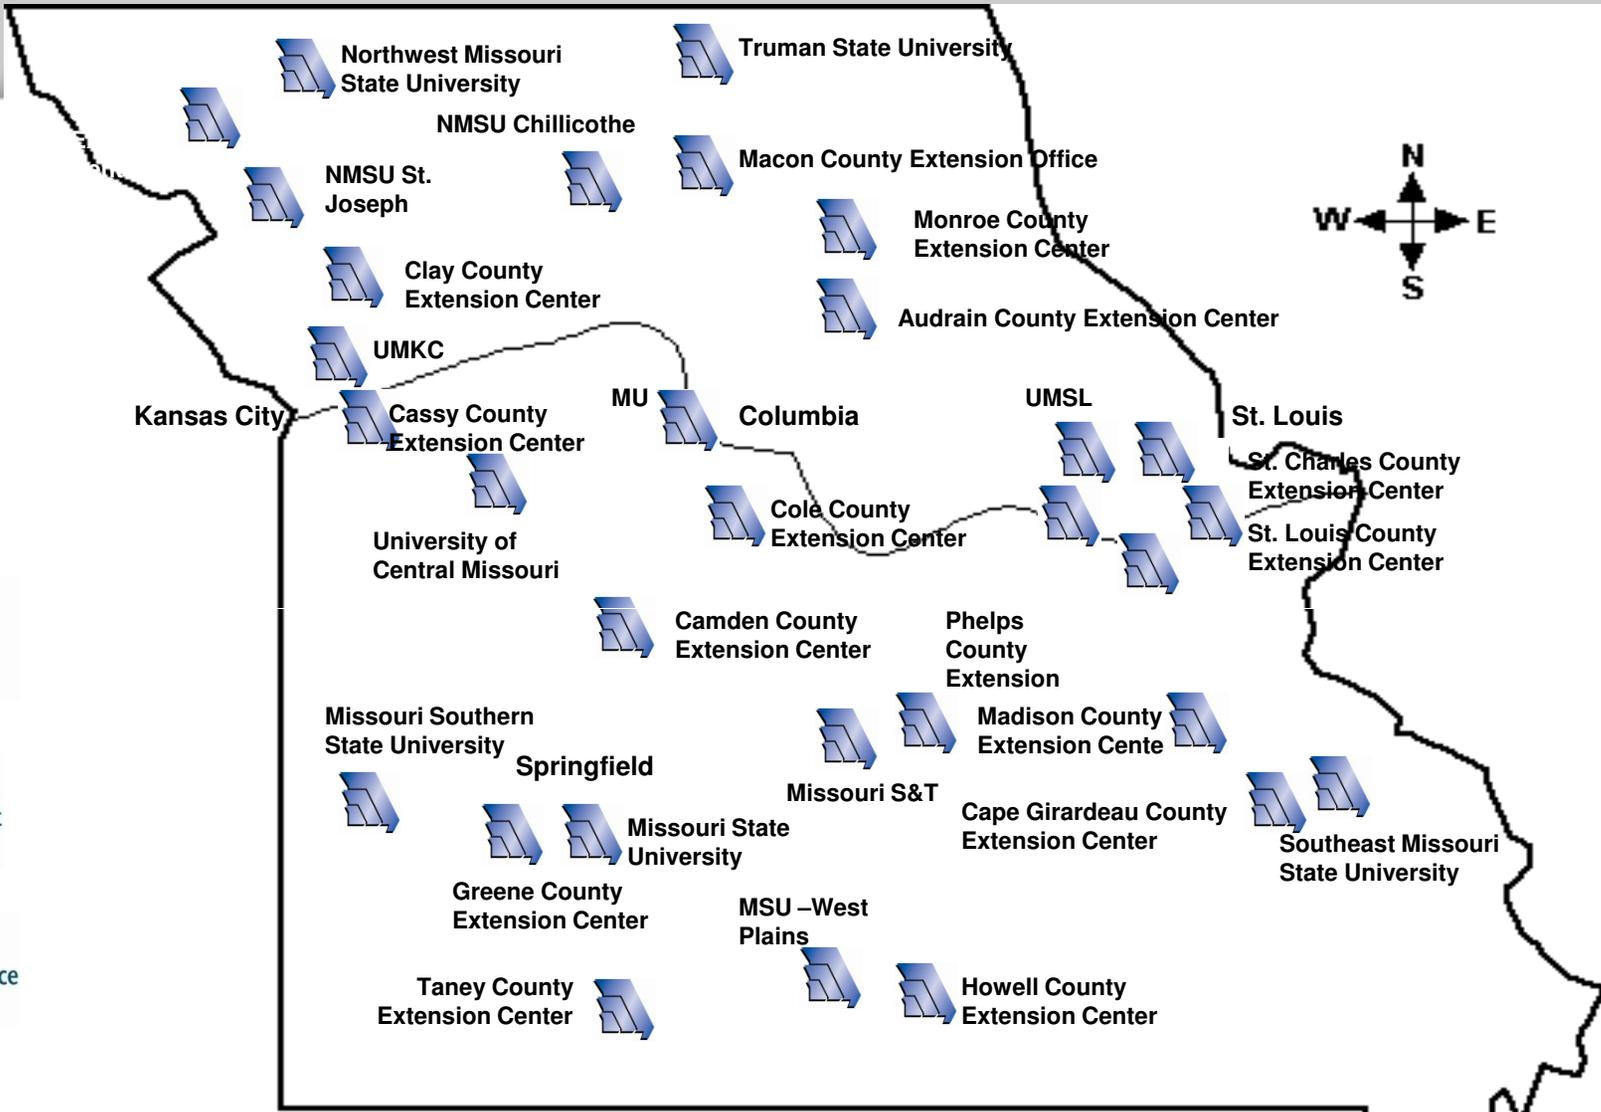 Northwest Missouri
State University
Truman State University
NMSU Chillicothe
Macon County Extension Office
NMSU St.
Joseph
Monroe County
Extension Center
N
W
E
S
Clay County
Extension Center
Audrain County Extension Center
UMKC
Kansas City
Cassy County
Extension Center
MU
Columbia
UMSL
St. Louis
St. Charles County
Extension Center
University of
Central Missouri
Cole County
Extension Center
St. Louis County
Extension Center
Camden County
Extension Center
Phelps
County
Extension
Missouri Southern
State University
Springfield
Madison County
Extension Cente
Missouri S&T
Missouri State
University
Cape Girardeau County
Extension Center
Southeast Missouri
State University
Greene County
Extension Center
MSU –West
Plains
Taney County
Extension Center
Howell County
Extension Center
ce